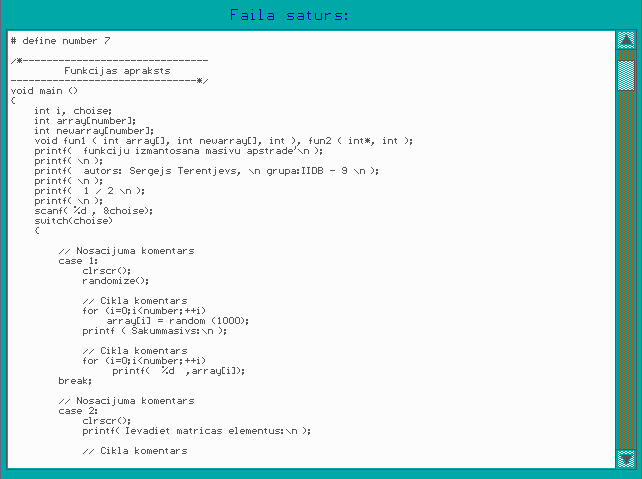 Faila saturs:
# define number 7
/*-------------------------------
Funkcijas apraksts
-------------------------------*/
void main ()
{
int i, choise;
int array[number];
int newarray[number];
void fun1 ( int array[], int newarray[], int ), fun2 ( int*, int );
printf(  funkciju izmantosana masivu apstrade'\n );
printf( \n );
printf(  autors: Sergejs Terentjevs, \n grupa:IIDB - 9 \n );
printf( \n );
printf(  1 / 2 \n );
printf( \n );
scanf( %d , &choise);
switch(choise)
{
// Nosacijuma komentars
case 1:
clrscr();
randomize();
// Cikla komentars
for (i=0;i<number;++i)
array[i] = random (1000);
printf ( Sakummasivs:\n );
// Cikla komentars
for (i=0;i<number;++i)
printf(  %d  ,array[i]);
break;
// Nosacijuma komentars
case 2:
clrscr();
printf( Ievadiet matricas elementus:\n );
// Cikla komentars